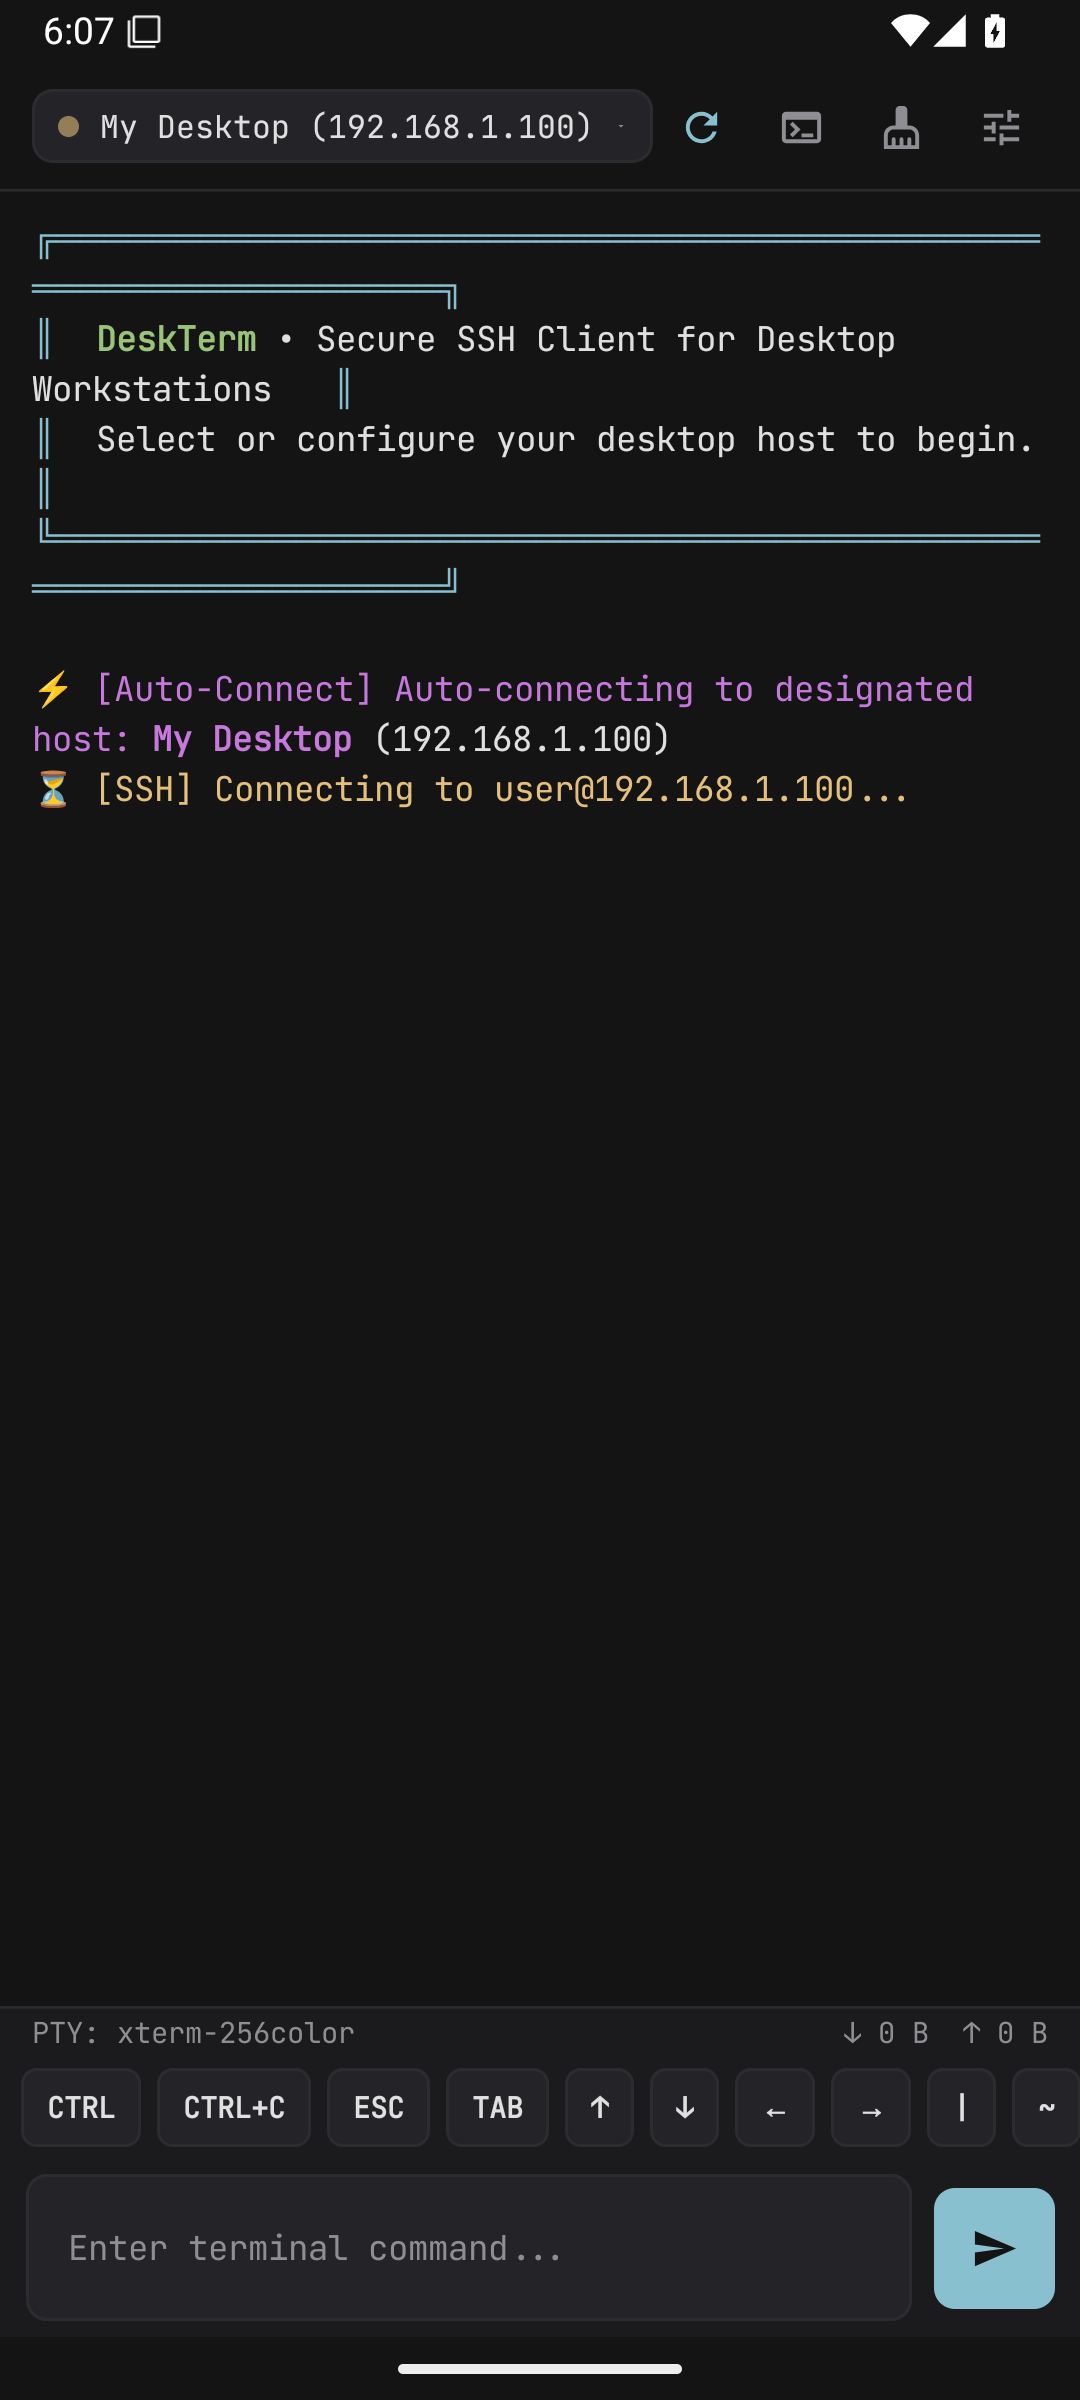 6:07
My Desktop (192.168.1.100)
╔═════════════════════════════════════════════════
════════════════════╗
║  DeskTerm • Secure SSH Client for Desktop
Workstations   ║
║  Select or configure your desktop host to begin.
║
╚═════════════════════════════════════════════════
════════════════════╝
⚡ [Auto-Connect] Auto-connecting to designated
host: My Desktop (192.168.1.100)
⏳ [SSH] Connecting to user@192.168.1.100...
PTY: xterm-256color ↓ 0 B ↑ 0 B
CTRL CTRL+C ESC TAB ↑ ↓ ← → | ~
Enter terminal command...